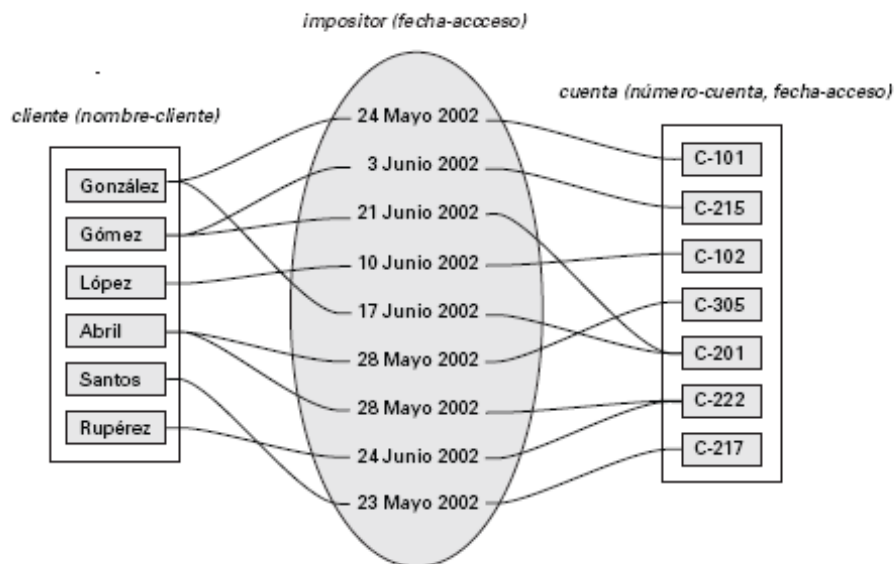 impositor (fecha-accceso)
cliente (nombre-cliente)
cuenta (número-cuenta, fecha-acceso)
González
Gómez
López
Abril
Santos
Rupérez
24 Mayo 2002
3 Junio 2002
21 Junio 2002
10 Junio 2002
17 Junio 2002
28 Mayo 2002
28 Mayo 2002
24 Junio 2002
23 Mayo 2002
C-101
C-215
C-102
C-305
C-201
C-222
C-217